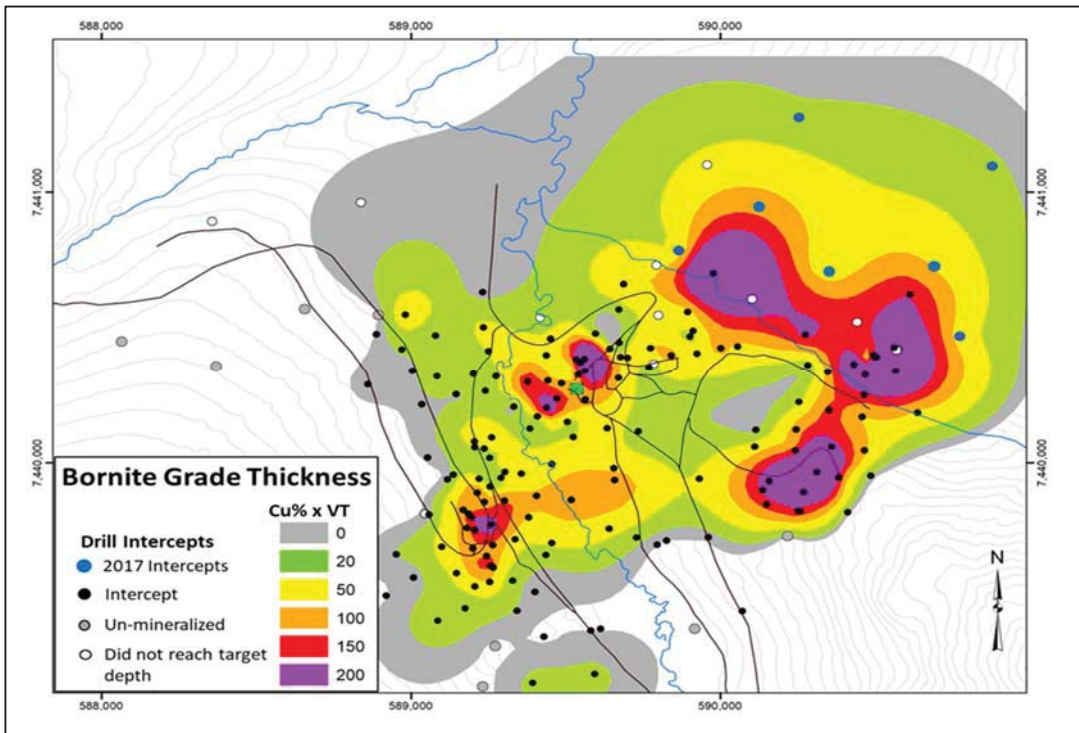 588,000 589,000 590,000
7,441,000 7,441,000
7,440,000 7,440,000
Bornite Grade Thickness
Cu% x VT
Drill Intercepts
2017 Intercepts
Intercept
Un-mineralized
Did not reach target
depth
0
20
50
100
150
200
N
588,000 589,000 590,000